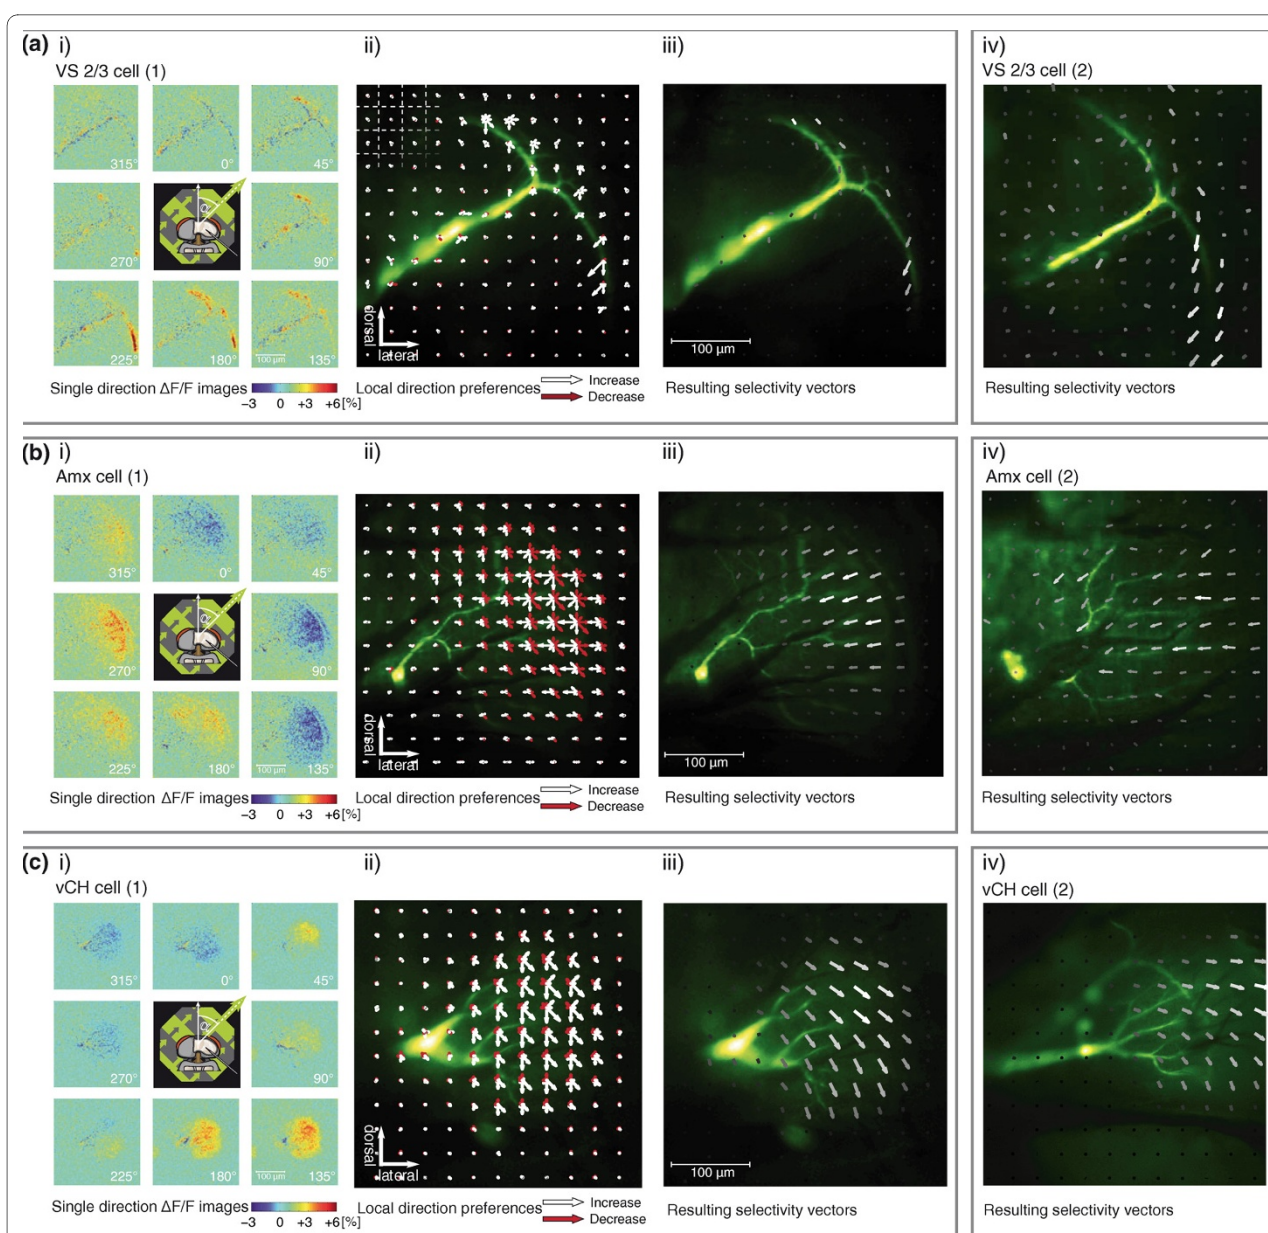 (a) i) ii) iii) iv)
VS 2/3 cell (1) VS 2/3 cell (2)
315° 0° 45°
α
270° 90°
225° 180° 100 µm 135°
dorsal
lateral
100 µm
Single direction ΔF/F images
−3 0 +3 +6[%]
Local direction preferences
Increase
Decrease
Resulting selectivity vectors
Resulting selectivity vectors
(b) i) ii) iii) iv)
Amx cell (1) Amx cell (2)
315° 0° 45°
α
270° 90°
225° 180° 100 µm 135°
dorsal
lateral
100 µm
Single direction ΔF/F images
−3 0 +3 +6[%]
Local direction preferences
Increase
Decrease
Resulting selectivity vectors
Resulting selectivity vectors
(c) i) ii) iii) iv)
vCH cell (1) vCH cell (2)
315° 0° 45°
α
270° 90°
225° 180° 100 µm 135°
dorsal
lateral
100 µm
Single direction ΔF/F images
−3 0 +3 +6[%]
Local direction preferences
Increase
Decrease
Resulting selectivity vectors
Resulting selectivity vectors